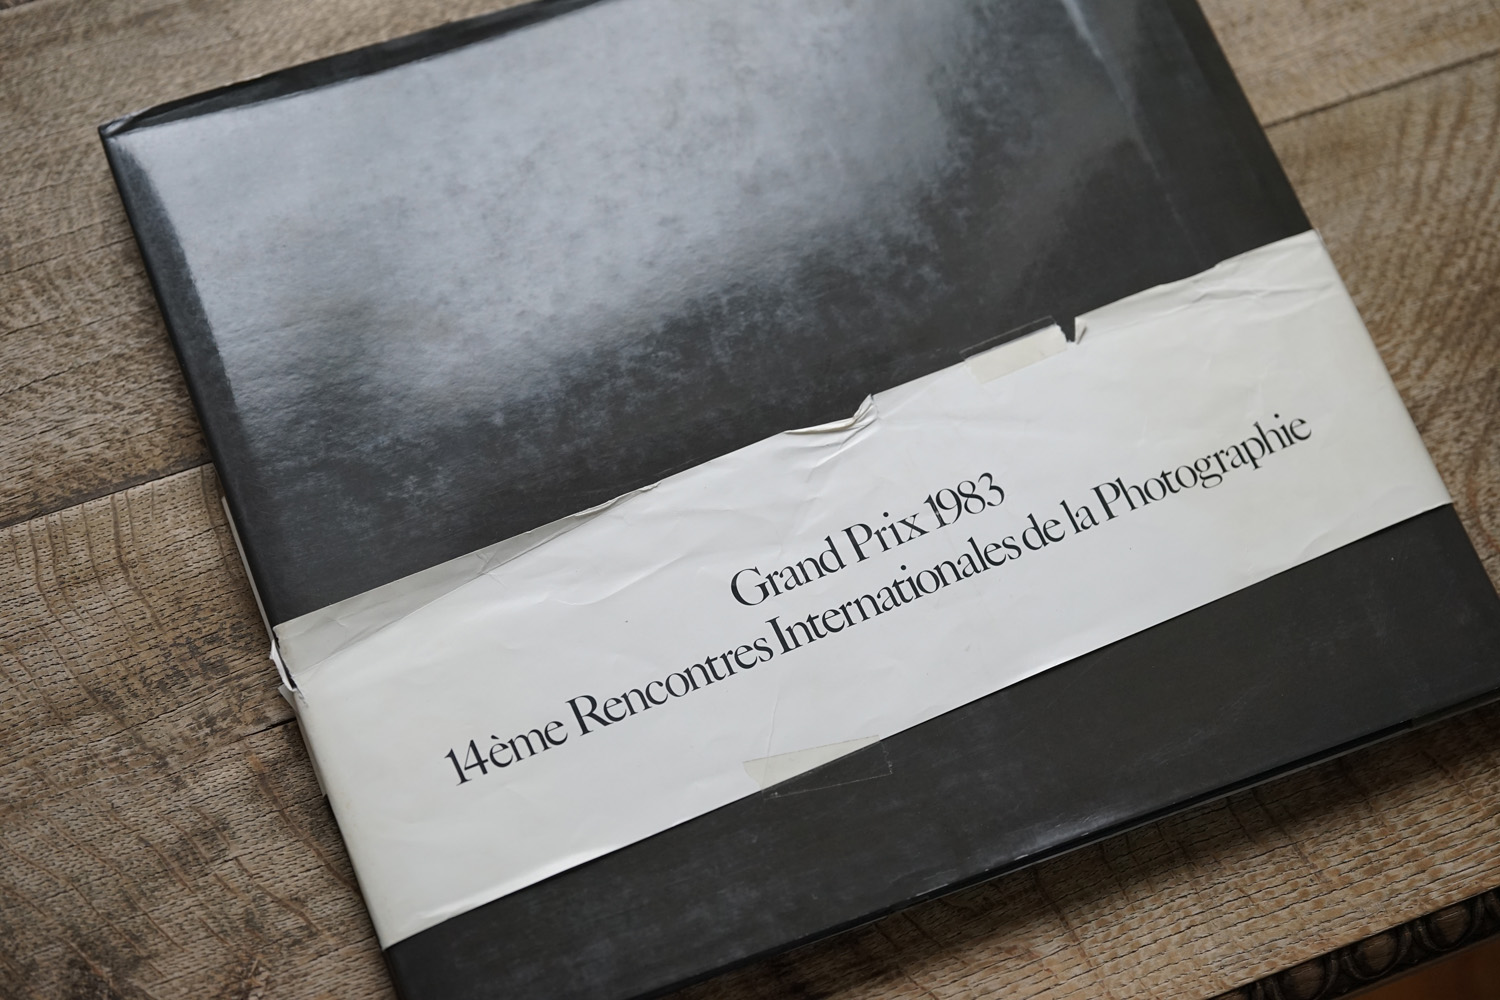 Grand Prix 1983
14ème Rencontres Internationales de la Photographie